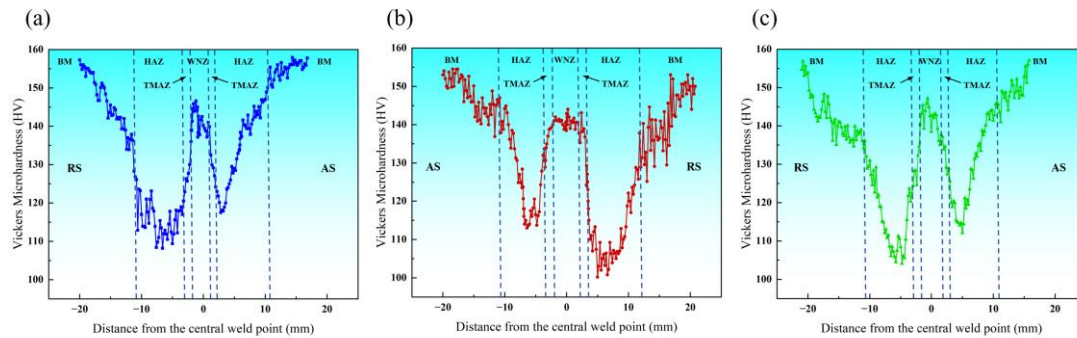 (a)
160
150
140
130
120
110
100
Vickers Microhardness (HV)
BM HAZ WNZ HAZ BM
TMAZ TMAZ
RS AS
−20 −10 0 10 20
Distance from the central weld point (mm)
(b)
160
150
140
130
120
110
100
Vickers Microhardness (HV)
BM HAZ WNZ HAZ BM
TMAZ TMAZ
AS RS
−20 −10 0 10 20
Distance from the central weld point (mm)
(c)
160
150
140
130
120
110
100
Vickers Microhardness (HV)
BM HAZ WNZ HAZ BM
TMAZ TMAZ
RS AS
−20 −10 0 10 20
Distance from the central weld point (mm)